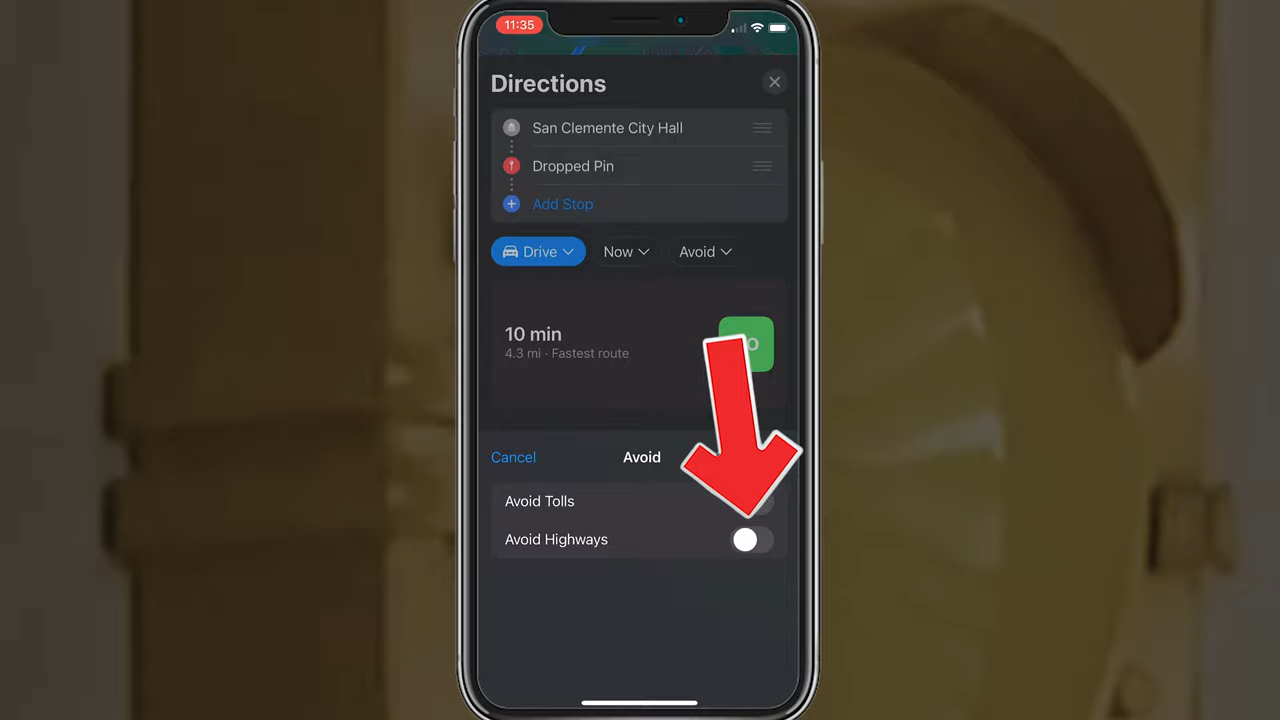 11:35
Directions
San Clemente City Hall
Dropped Pin
Add Stop
Drive Now Avoid
10 min
4.3 mi · Fastest route
Cancel Avoid
Avoid Tolls
Avoid Highways